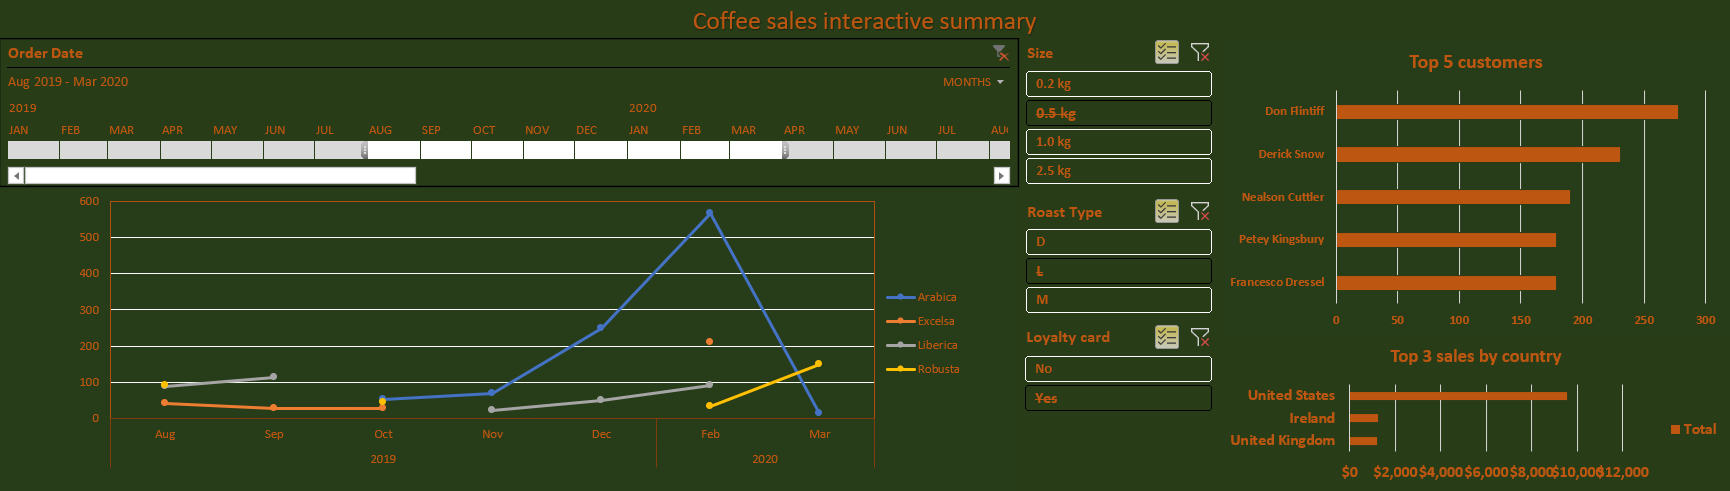 Coffee sales interactive summary
Order Date
Aug 2019 - Mar 2020
MONTHS
2019 2020
JAN FEB MAR APR MAY JUN JUL AUG SEP OCT NOV DEC JAN FEB MAR APR MAY JUN JUL AUG
600
500
400
300
200
100
0
Aug Sep Oct Nov Dec Feb Mar
2019 2020
Arabica
Excelsa
Liberica
Robusta
Size
0.2 kg
0.5 kg
1.0 kg
2.5 kg
Roast Type
D
L
M
Loyalty card
No
Yes
Top 5 customers
Don Flintiff
Derick Snow
Nealson Cuttler
Petey Kingsbury
Francesco Dressel
0 50 100 150 200 250 300
Top 3 sales by country
United States
Ireland
United Kingdom
$0 $2,000 $4,000 $6,000 $8,000 $10,000 $12,000
Total